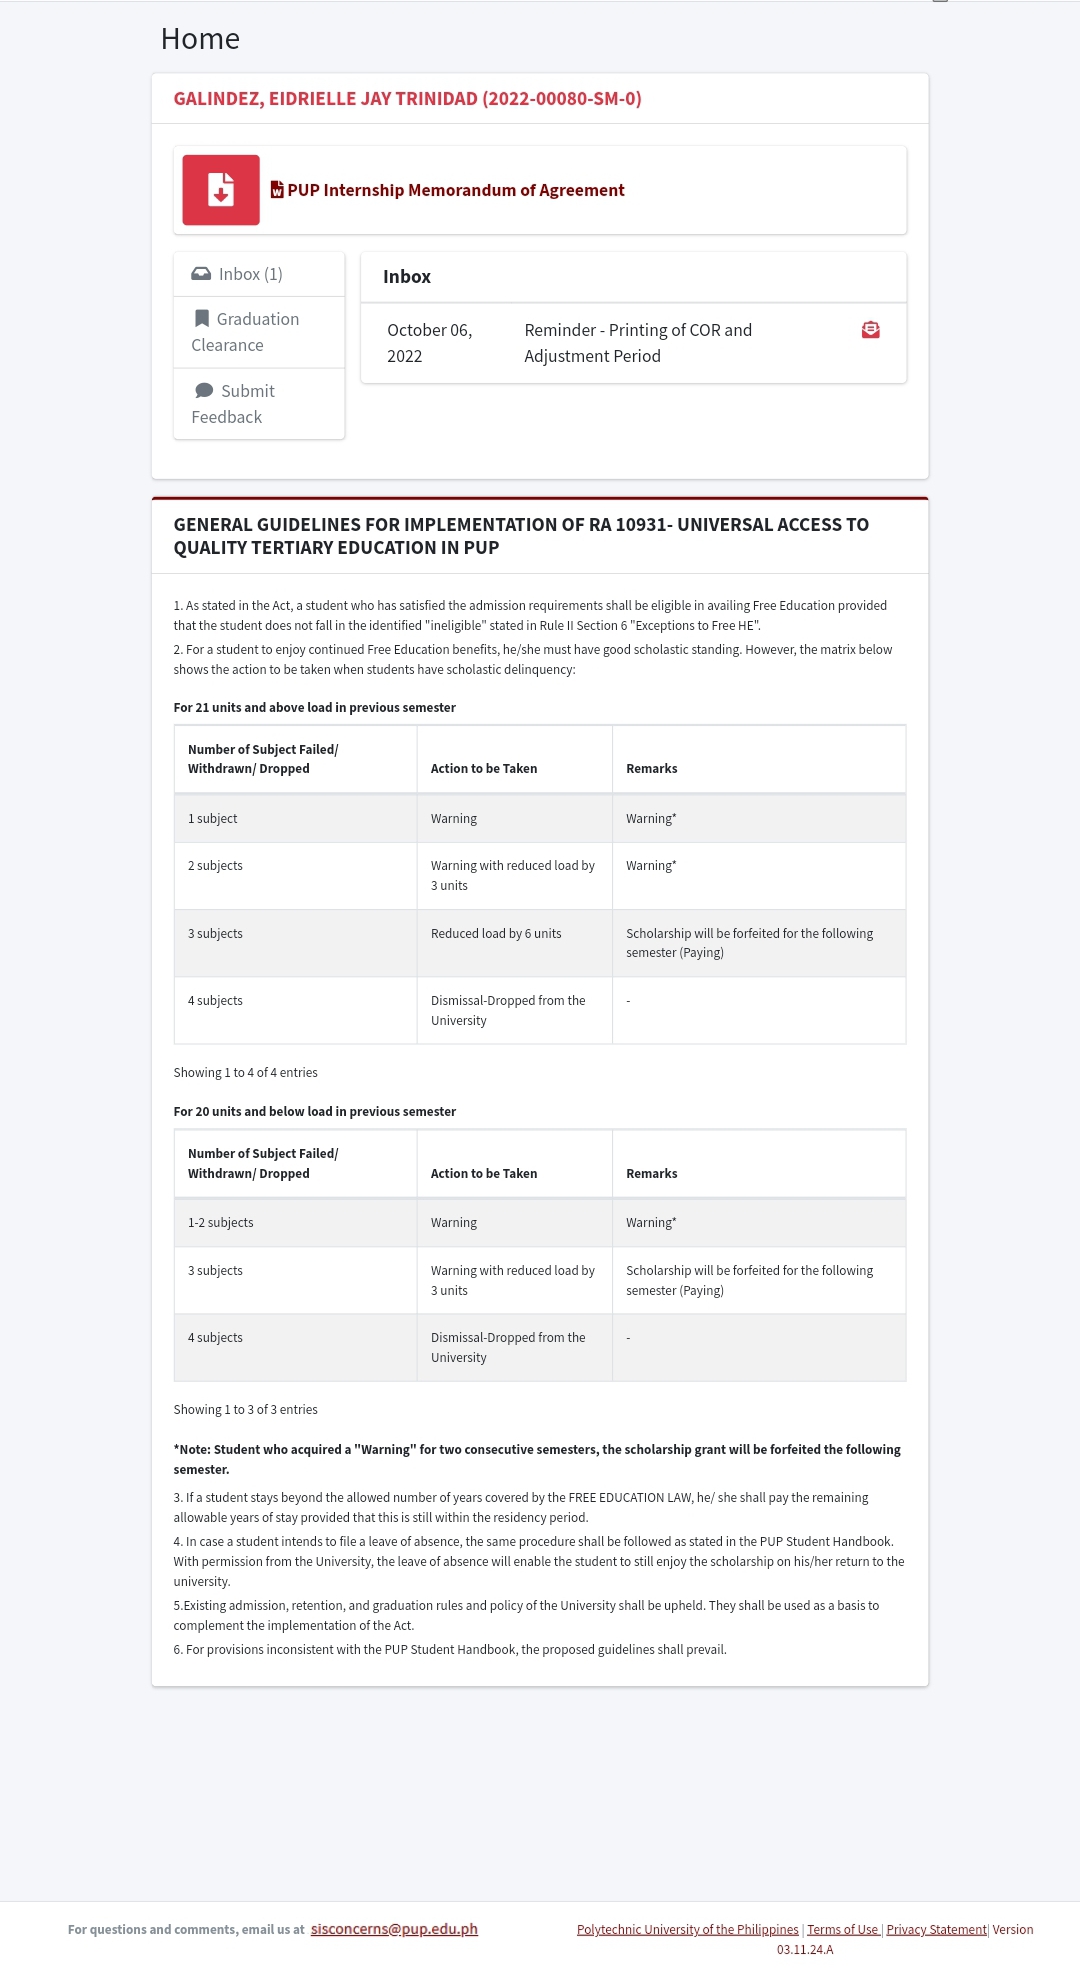 Home
GALINDEZ, EIDRIELLE JAY TRINIDAD (2022-00080-SM-0)
PUP Internship Memorandum of Agreement
Inbox (1)
Graduation
Clearance
Submit
Feedback
Inbox
October 06,
2022
Reminder - Printing of COR and
Adjustment Period
GENERAL GUIDELINES FOR IMPLEMENTATION OF RA 10931- UNIVERSAL ACCESS TO
QUALITY TERTIARY EDUCATION IN PUP
1. As stated in the Act, a student who has satisfied the admission requirements shall be eligible in availing Free Education provided
that the student does not fall in the identified "ineligible" stated in Rule II Section 6 "Exceptions to Free HE".
2. For a student to enjoy continued Free Education benefits, he/she must have good scholastic standing. However, the matrix below
shows the action to be taken when students have scholastic delinquency:
For 21 units and above load in previous semester
Number of Subject Failed/
Withdrawn/ Dropped
Action to be Taken
Remarks
1 subject
Warning
Warning*
2 subjects
Warning with reduced load by
3 units
Warning*
3 subjects
Reduced load by 6 units
Scholarship will be forfeited for the following
semester (Paying)
4 subjects
Dismissal-Dropped from the
University
-
Showing 1 to 4 of 4 entries
For 20 units and below load in previous semester
Number of Subject Failed/
Withdrawn/ Dropped
Action to be Taken
Remarks
1-2 subjects
Warning
Warning*
3 subjects
Warning with reduced load by
3 units
Scholarship will be forfeited for the following
semester (Paying)
4 subjects
Dismissal-Dropped from the
University
-
Showing 1 to 3 of 3 entries
*Note: Student who acquired a "Warning" for two consecutive semesters, the scholarship grant will be forfeited the following
semester.
3. If a student stays beyond the allowed number of years covered by the FREE EDUCATION LAW, he/ she shall pay the remaining
allowable years of stay provided that this is still within the residency period.
4. In case a student intends to file a leave of absence, the same procedure shall be followed as stated in the PUP Student Handbook.
With permission from the University, the leave of absence will enable the student to still enjoy the scholarship on his/her return to the
university.
5.Existing admission, retention, and graduation rules and policy of the University shall be upheld. They shall be used as a basis to
complement the implementation of the Act.
6. For provisions inconsistent with the PUP Student Handbook, the proposed guidelines shall prevail.
For questions and comments, email us at sisconcerns@pup.edu.ph
Polytechnic University of the Philippines | Terms of Use | Privacy Statement| Version
03.11.24.A